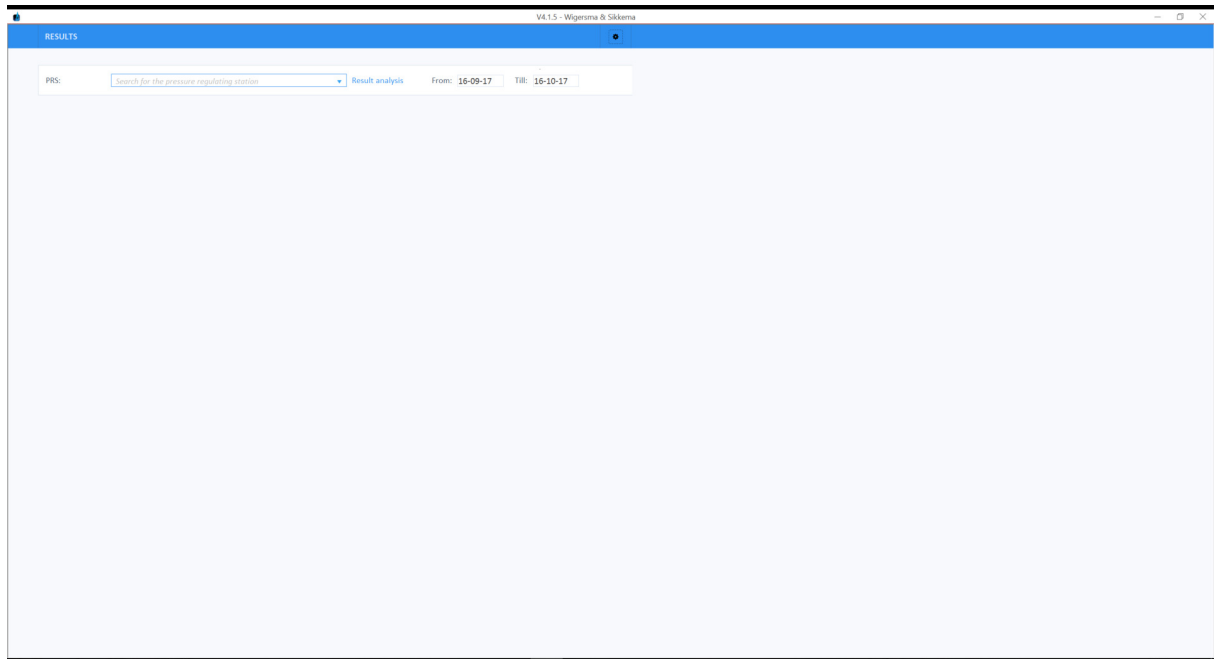 V4.1.5 - Wigersma & Sikkema
RESULTS
PRS: Search for the pressure regulating station Result analysis From: 16-09-17 Till: 16-10-17